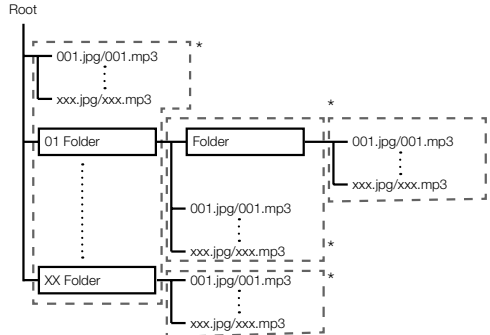 Root
*
001.jpg/001.mp3
xxx.jpg/xxx.mp3
*
01 Folder
Folder
001.jpg/001.mp3
xxx.jpg/xxx.mp3
001.jpg/001.mp3
xxx.jpg/xxx.mp3
*
XX Folder
001.jpg/001.mp3
*
xxx.jpg/xxx.mp3